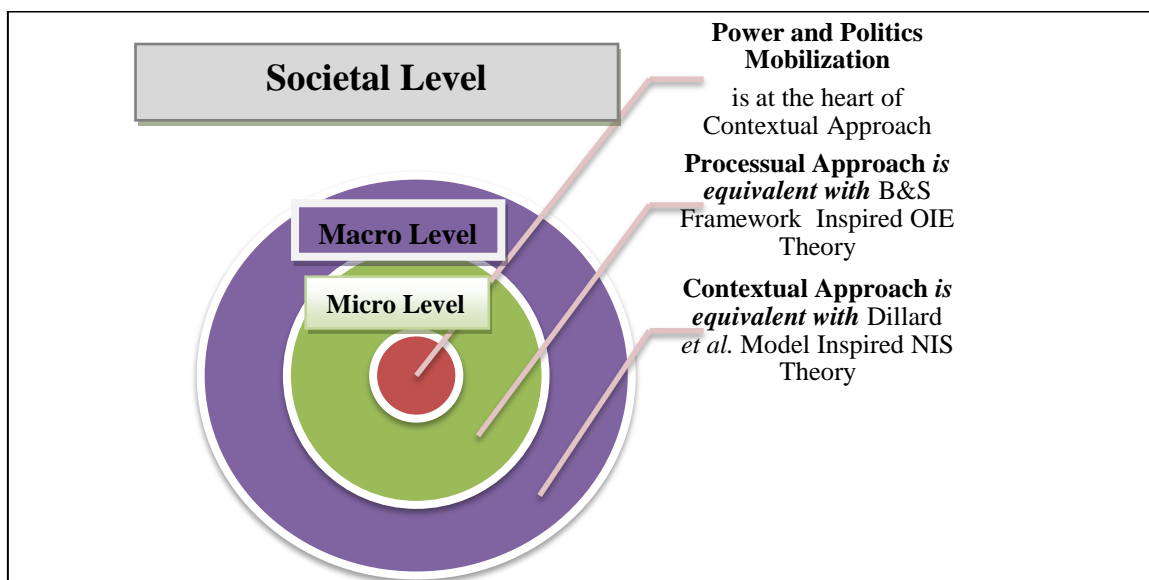 Societal Level
Macro Level
Micro Level
Power and Politics
Mobilization
is at the heart of
Contextual Approach
Processual Approach is
equivalent with B&S
Framework Inspired OIE
Theory
Contextual Approach is
equivalent with Dillard
et al. Model Inspired NIS
Theory